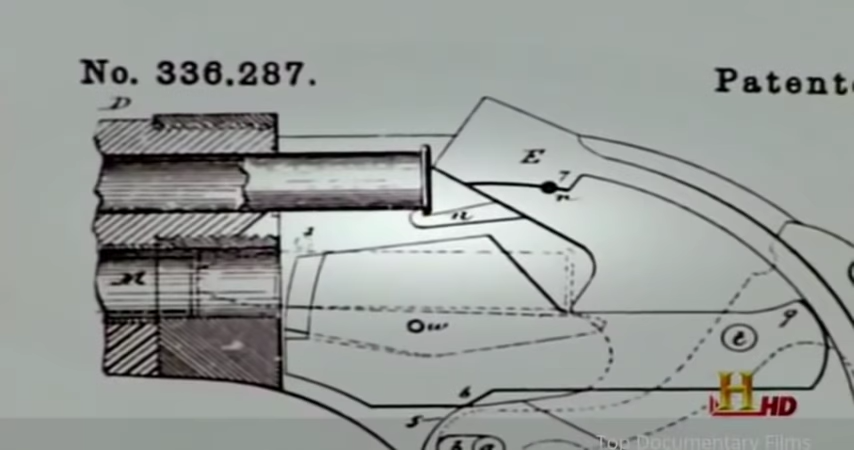 No. 336.287.
Patente
D
E
7
n
n
M
w
t
9
6
5
b a
H HD
Top Documentary Films